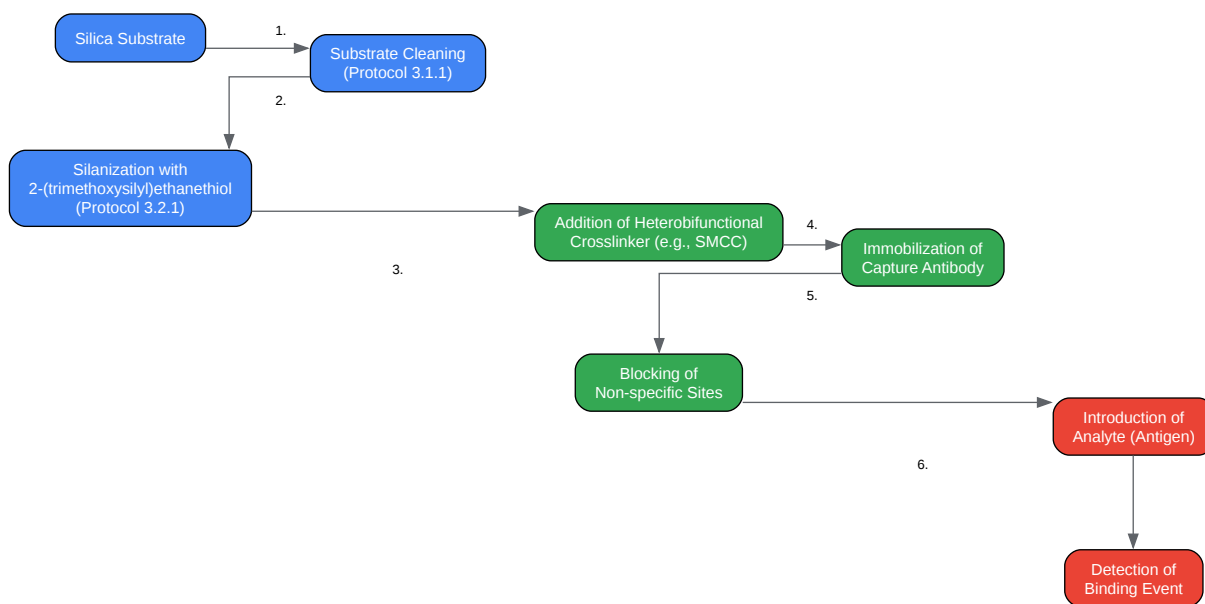 Silica Substrate
1.
Substrate Cleaning
(Protocol 3.1.1)
2.
Silanization with
2-(trimethoxysilyl)ethanethiol
(Protocol 3.2.1)
3.
Addition of Heterobifunctional
Crosslinker (e.g., SMCC)
4.
Immobilization of
Capture Antibody
5.
Blocking of
Non-specific Sites
6.
Introduction of
Analyte (Antigen)
Detection of
Binding Event